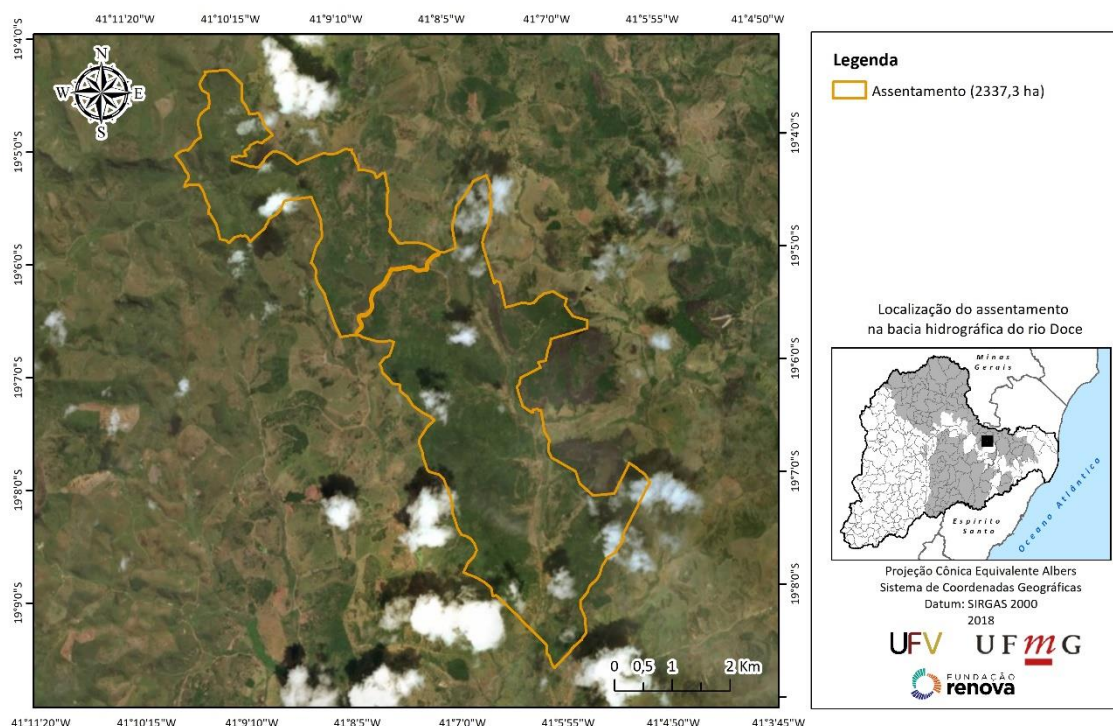 41°11'20"W 41°10'15"W 41°9'10"W 41°8'5"W 41°7'0"W 41°5'55"W 41°4'50"W
19°4'0"S
19°5'0"S
19°6'0"S
19°7'0"S
19°8'0"S
19°9'0"S
N
W E
S
19°4'0"S
19°5'0"S
19°6'0"S
19°7'0"S
19°8'0"S
0 0,5 1 2 Km
41°11'20"W 41°10'15"W 41°9'10"W 41°8'5"W 41°7'0"W 41°5'55"W 41°4'50"W 41°3'45"W
Legenda
Assentamento (2337,3 ha)
Localização do assentamento
na bacia hidrográfica do rio Doce
Minas
Gerais
Espírito
Santo
Oceano Atlântico
Projeção Cônica Equivalente Albers
Sistema de Coordenadas Geográficas
Datum: SIRGAS 2000
2018
UFV UFmG
FUNDAÇÃO
renova